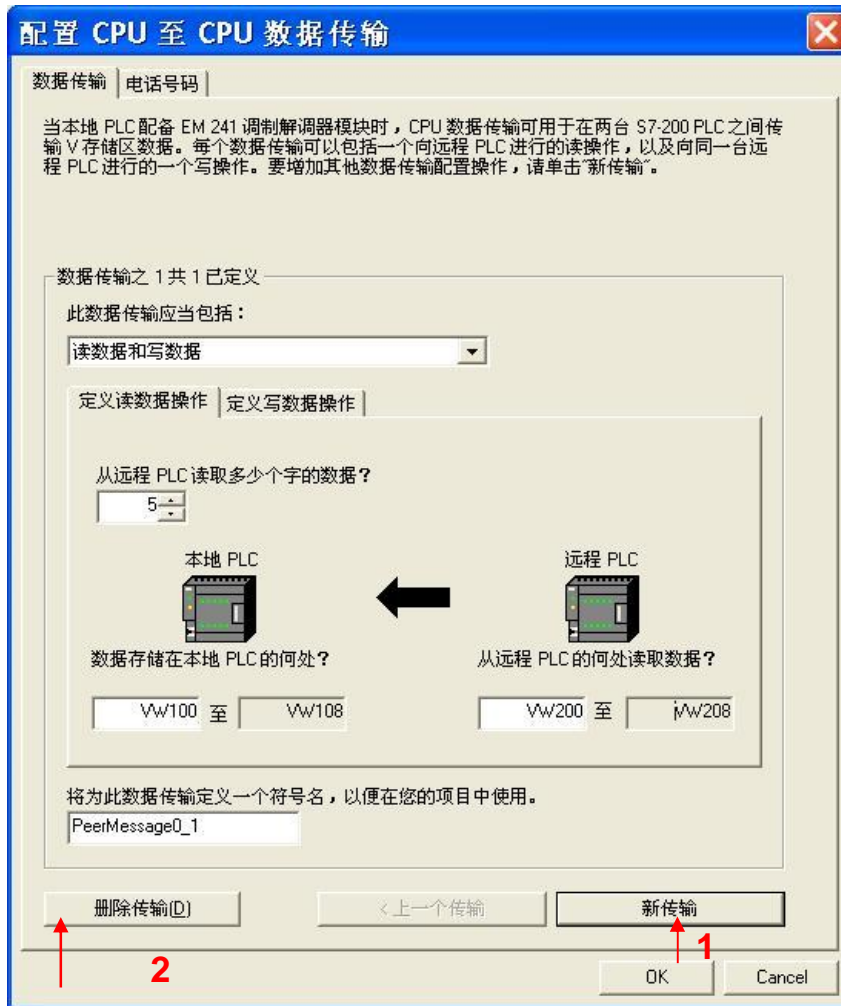 配置 CPU 至 CPU 数据传输
数据传输 电话号码
当本地 PLC 配备 EM 241 调制解调器模块时，CPU 数据传输可用于在两台 S7-200 PLC 之间传
输 V 存储区数据。每个数据传输可以包括一个向远程 PLC 进行的读操作，以及向同一台远
程 PLC 进行的一个写操作。要增加其他数据传输配置操作，请单击"新传输"。
数据传输之 1 共 1 已定义
此数据传输应当包括：
读数据和写数据
定义读数据操作 定义写数据操作
从远程 PLC 读取多少个字的数据？
5
本地 PLC 远程 PLC
数据存储在本地 PLC 的何处？ 从远程 PLC 的何处读取数据？
VW100 至 VW108 VW200 至 VW208
将为此数据传输定义一个符号名，以便在您的项目中使用。
PeerMessage0_1
删除传输(D) <上一个传输 新传输
2 1
OK Cancel